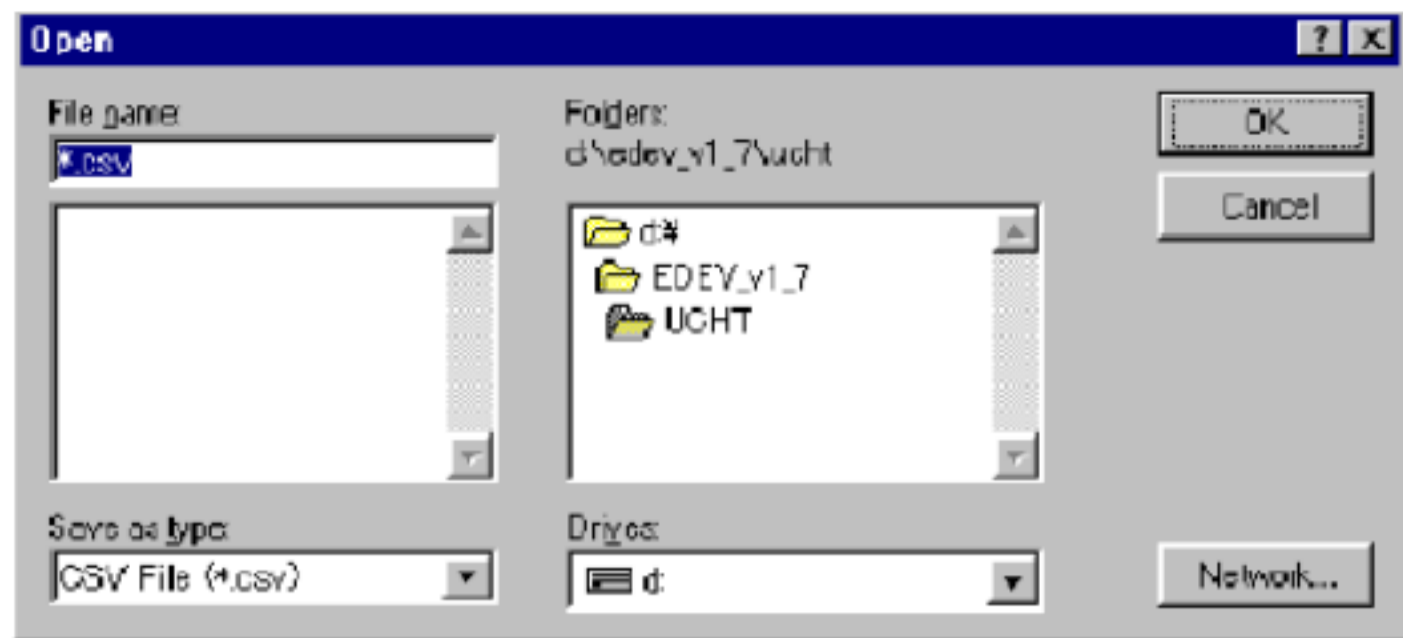 Open
File name:
*.csv
Folders:
d:\edev_v1_7\ucht
d:¥
EDEV_v1_7
UCHT
OK
Cancel
Save as type:
CSV File (*.csv)
Drives:
d:
Network...